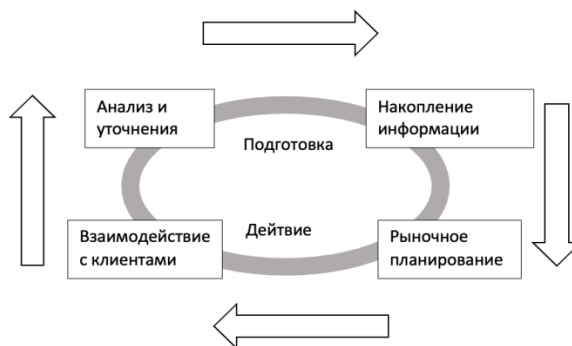 Анализ и
уточнения
Накопление
информации
Подготовка
Взаимодействие
с клиентами
Дейтвие
Рыночное
планирование